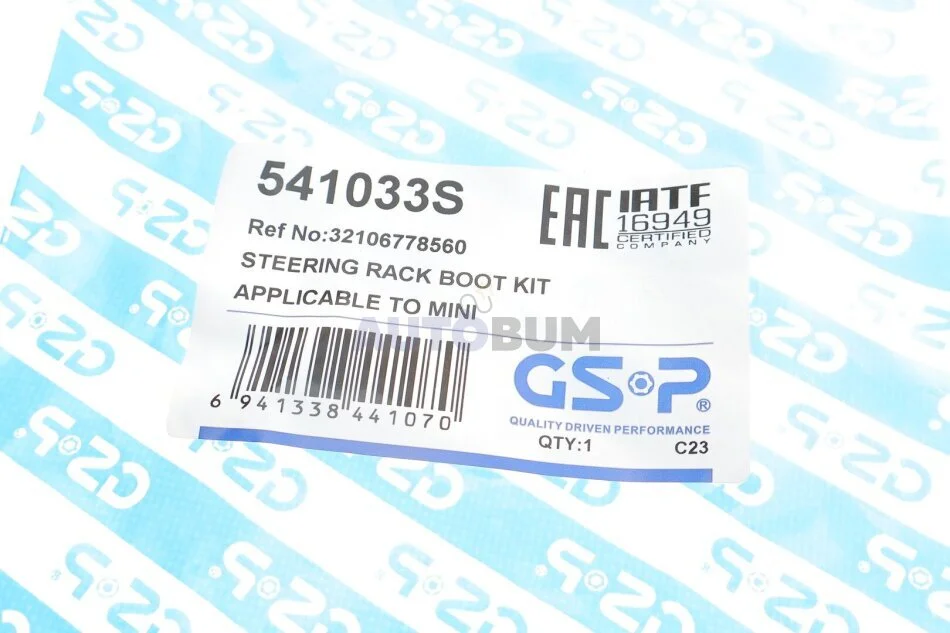 541033S
Ref No:32106778560
STEERING RACK BOOT KIT
APPLICABLE TO MINI
EAC
IATF
16949
CERTIFIED
COMPANY
AUTOBUM
6 941338 441070
GS·P®
QUALITY DRIVEN PERFORMANCE
QTY:1
C23